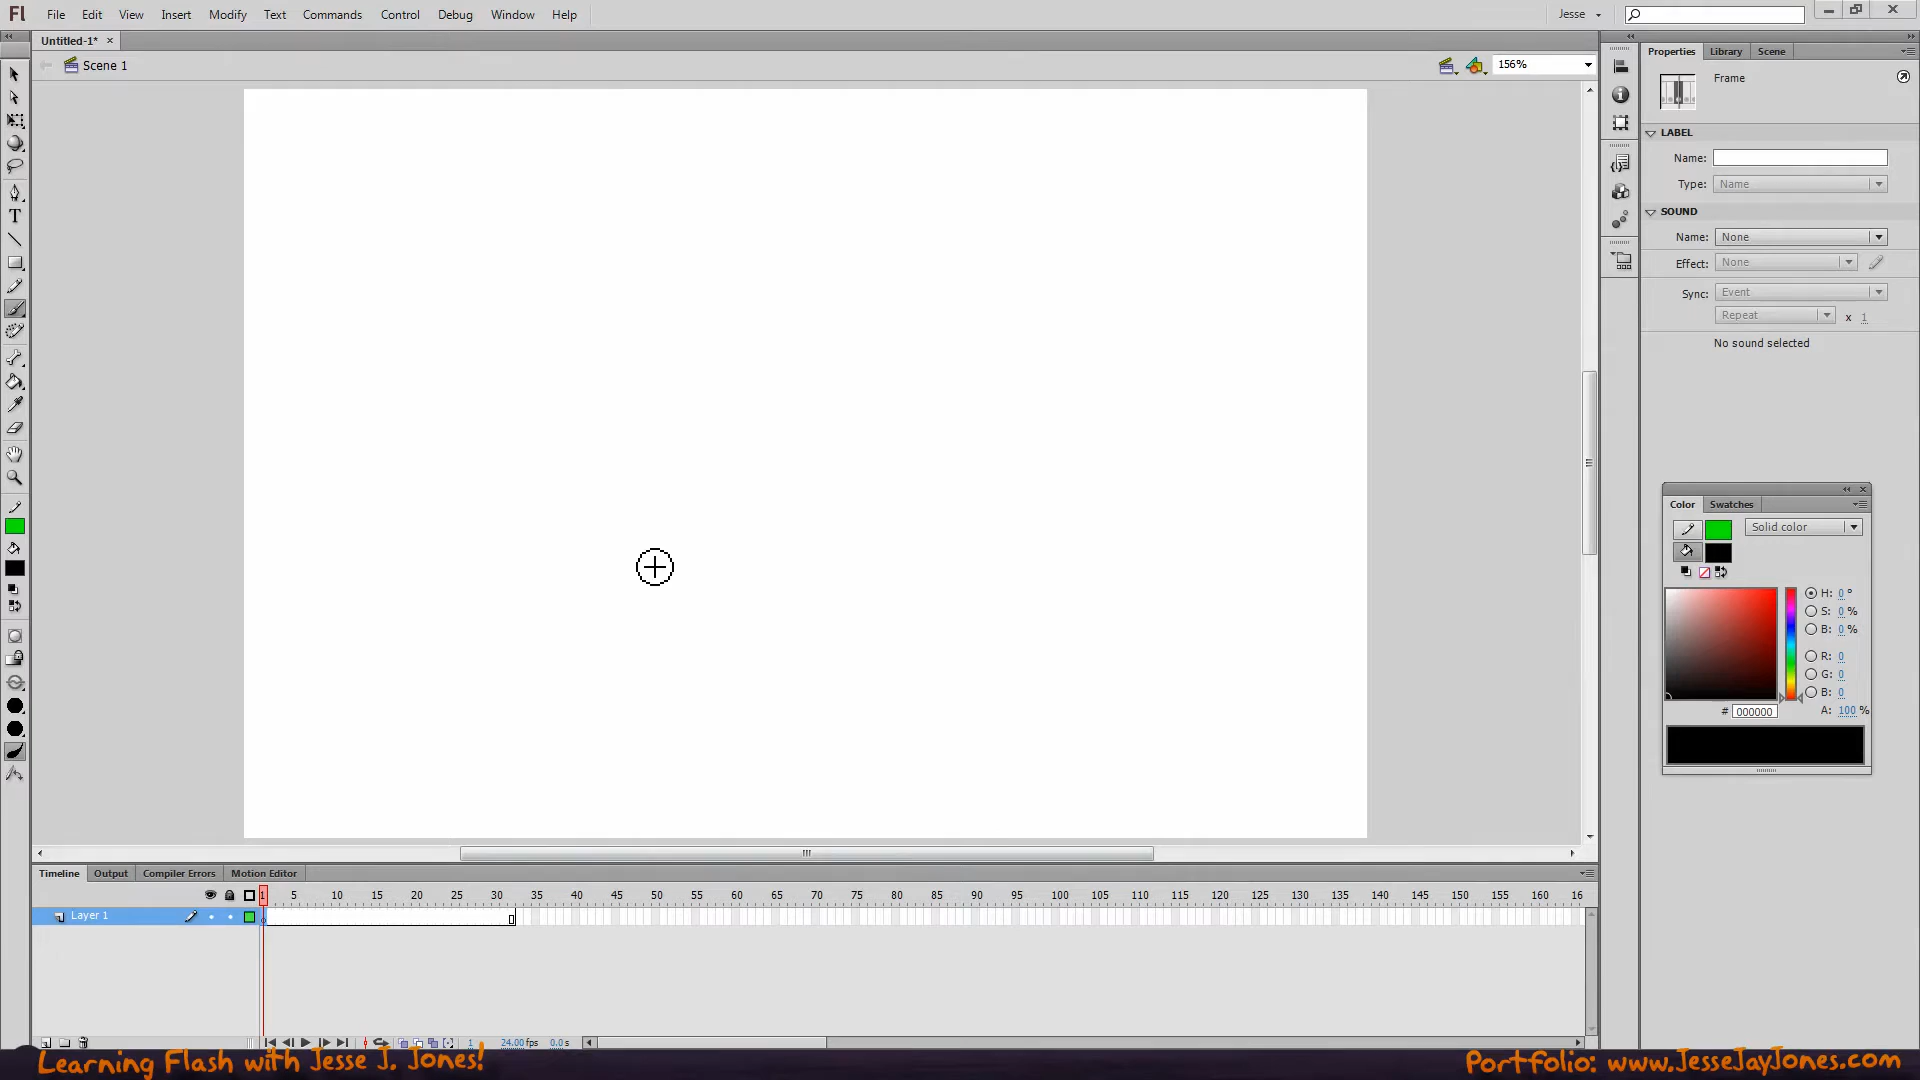 Fl File Edit View Insert Modify Text Commands Control Debug Window Help Jesse
Untitled-1* ×
Scene 1 156%
Properties Library Scene
Frame
LABEL
Name:
Type: Name
SOUND
Name: None
Effect: None
Sync: Event
Repeat x 1
No sound selected
T
Color Swatches
Solid color
H: 0 °
S: 0 %
B: 0 %
R: 0
G: 0
B: 0
# 000000 A: 100 %
Timeline Output Compiler Errors Motion Editor
1 5 10 15 20 25 30 35 40 45 50 55 60 65 70 75 80 85 90 95 100 105 110 115 120 125 130 135 140 145 150 155 160 16
Layer 1
1 24.00 fps 0.0 s
Learning Flash with Jesse J. Jones! Portfolio: www.JesseJayJones.com